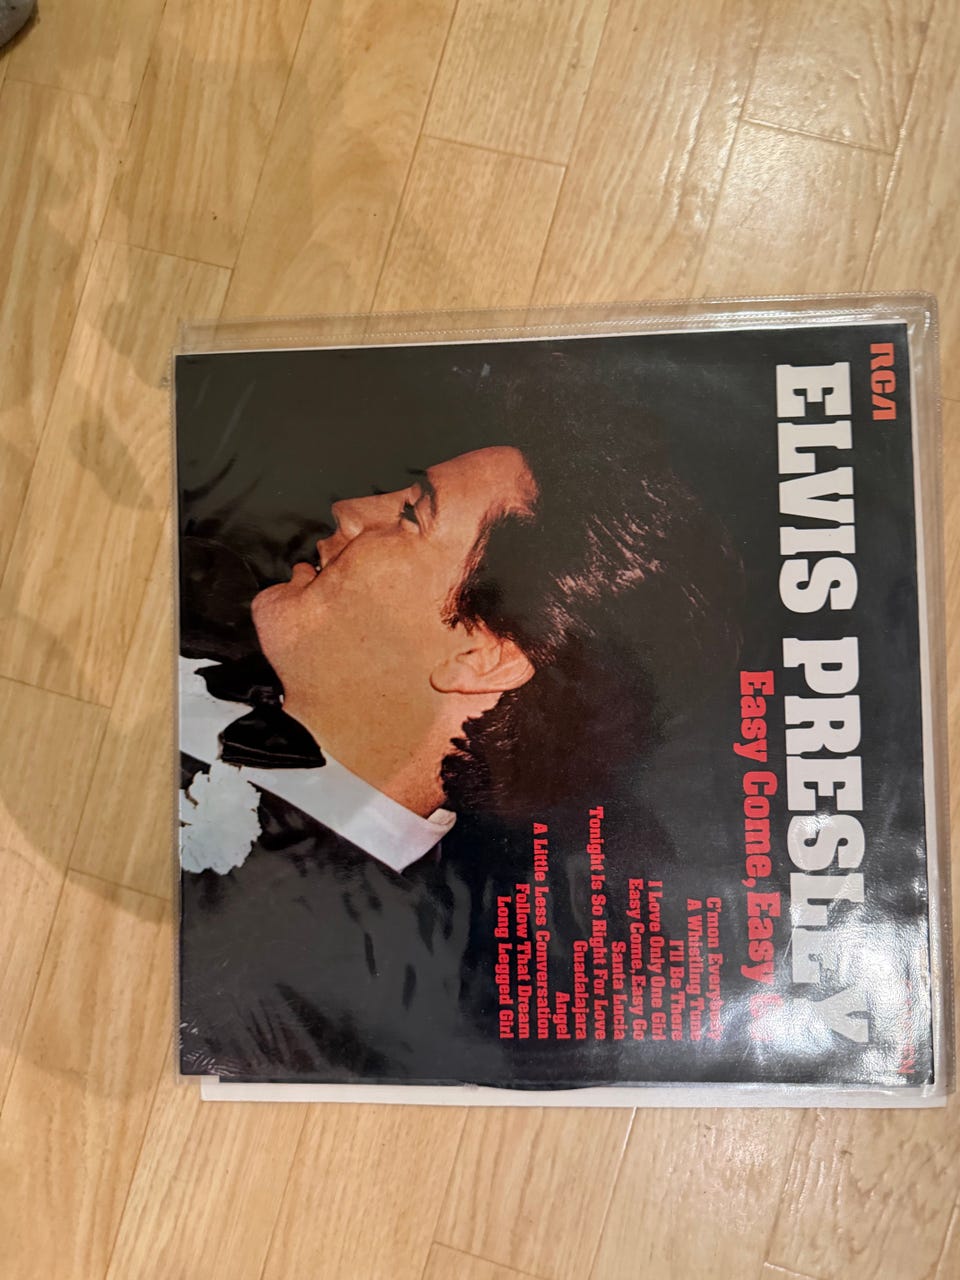 RCA
ELVIS PRESLEY
Easy Come, Easy
C'mon Everybody
A Whistling Tune
I'll Be There
I Love Only One Girl
Easy Come, Easy Go
Santa Lucia
Tonight Is So Right For Love
Guadalajara
Angel
A Little Less Conversation
Follow That Dream
Long Legged Girl